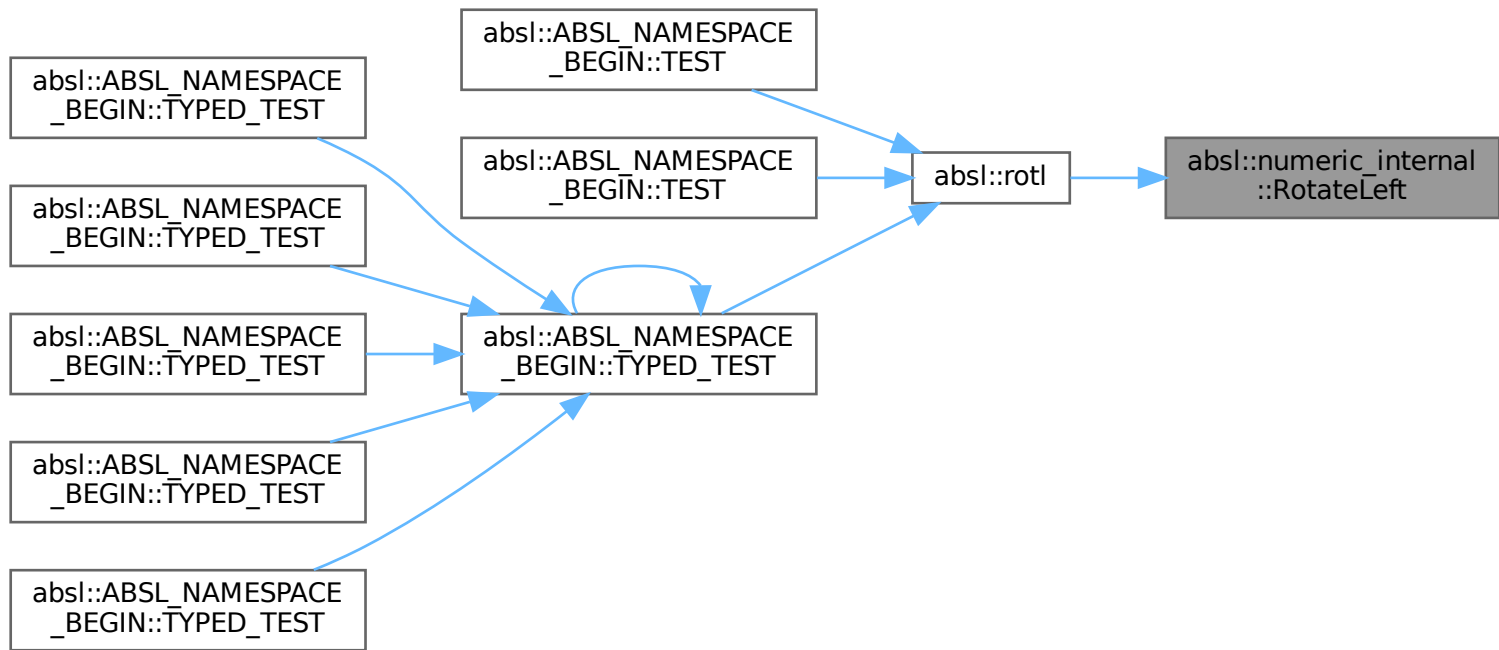 absl::ABSL_NAMESPACE
_BEGIN::TEST
absl::ABSL_NAMESPACE
_BEGIN::TYPED_TEST
absl::ABSL_NAMESPACE
_BEGIN::TEST
absl::rotl
absl::numeric_internal
::RotateLeft
absl::ABSL_NAMESPACE
_BEGIN::TYPED_TEST
absl::ABSL_NAMESPACE
_BEGIN::TYPED_TEST
absl::ABSL_NAMESPACE
_BEGIN::TYPED_TEST
absl::ABSL_NAMESPACE
_BEGIN::TYPED_TEST
absl::ABSL_NAMESPACE
_BEGIN::TYPED_TEST